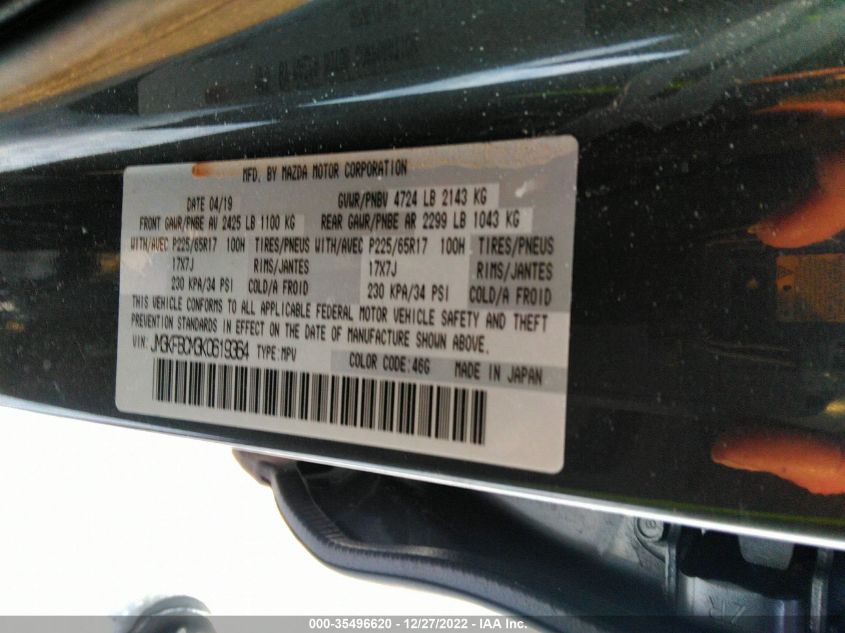 MFD. BY MAZDA MOTOR CORPORATION
DATE 04/19 GVWR/PNBV 4724 LB 2143 KG
FRONT GAWR/PNBE AV 2425 LB 1100 KG REAR GAWR/PNBE AR 2299 LB 1043 KG
WITH/AVEC P225/65R17 100H TIRES/PNEUS WITH/AVEC P225/65R17 100H TIRES/PNEUS
17X7J RIMS/JANTES 17X7J RIMS/JANTES
230 KPA/34 PSI COLD/A FROID 230 KPA/34 PSI COLD/A FROID
THIS VEHICLE CONFORMS TO ALL APPLICABLE FEDERAL MOTOR VEHICLE SAFETY AND THEFT
PREVENTION STANDARDS IN EFFECT ON THE DATE OF MANUFACTURE SHOWN ABOVE.
VIN: JM3KFBCM3K0619364 TYPE: MPV COLOR CODE: 46G MADE IN JAPAN
000-35496620 - 12/27/2022 - IAA Inc.